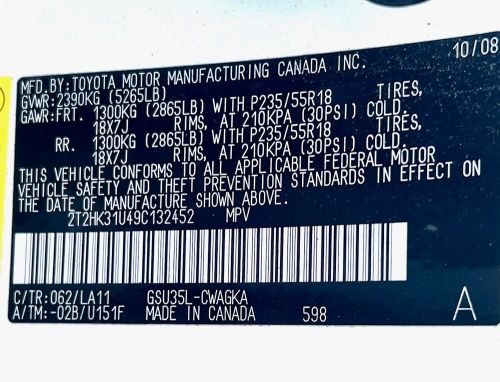 10/08
MFD. BY: TOYOTA MOTOR MANUFACTURING CANADA INC.
GVWR: 2390KG (5265LB)
GAWR: FRT. 1300KG (2865LB) WITH P235/55R18 TIRES,
18X7J RIMS, AT 210KPA (30PSI) COLD.
RR. 1300KG (2865LB) WITH P235/55R18 TIRES,
18X7J RIMS, AT 210KPA (30PSI) COLD.
THIS VEHICLE CONFORMS TO ALL APPLICABLE FEDERAL MOTOR
VEHICLE SAFETY AND THEFT PREVENTION STANDARDS IN EFFECT ON
THE DATE OF MANUFACTURE SHOWN ABOVE.
2T2HK31U49C132452 MPV
C/TR: 062/LA11 GSU35L-CWAGKA
A/TM: -02B/U151F MADE IN CANADA 598 A